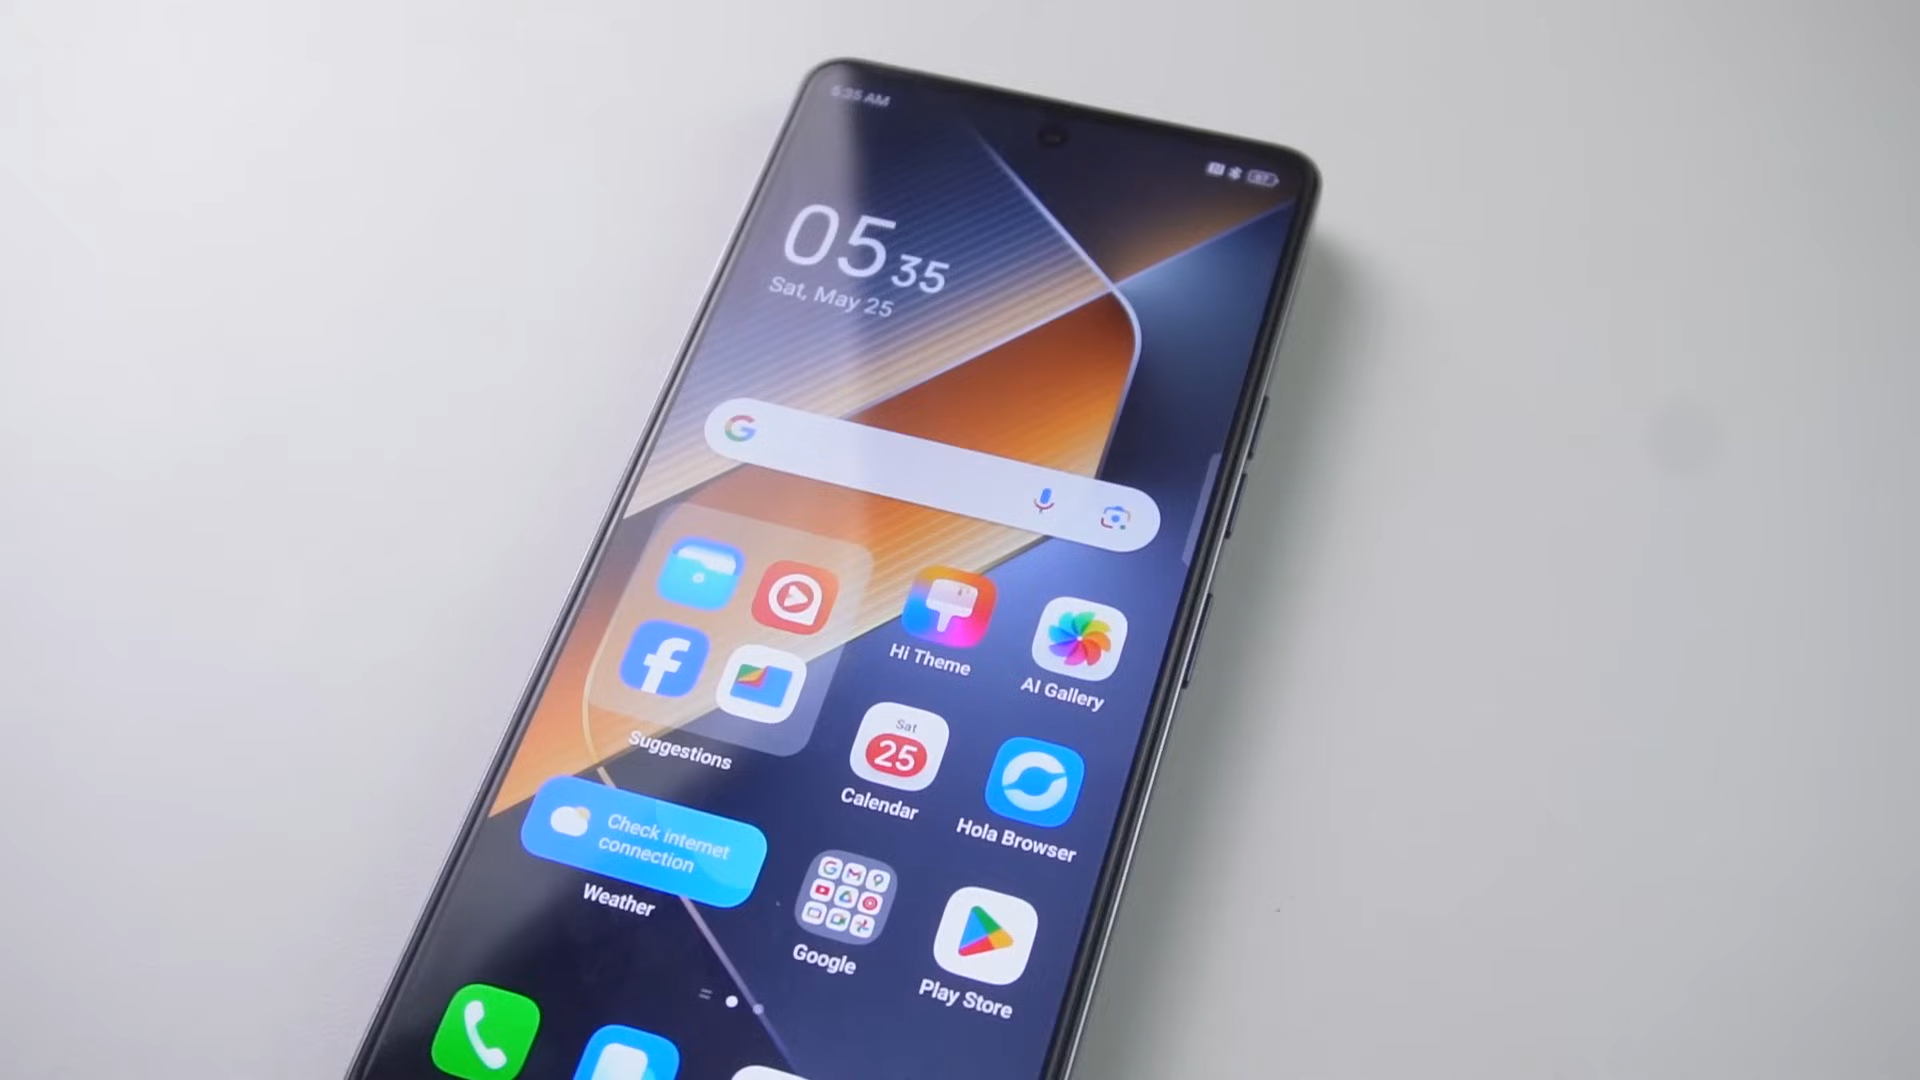 5:35 AM
05 35
Sat, May 25
Hi Theme
AI Gallery
Suggestions
Sat
25
Calendar
Hola Browser
Check internet
connection
Weather
Google
Play Store